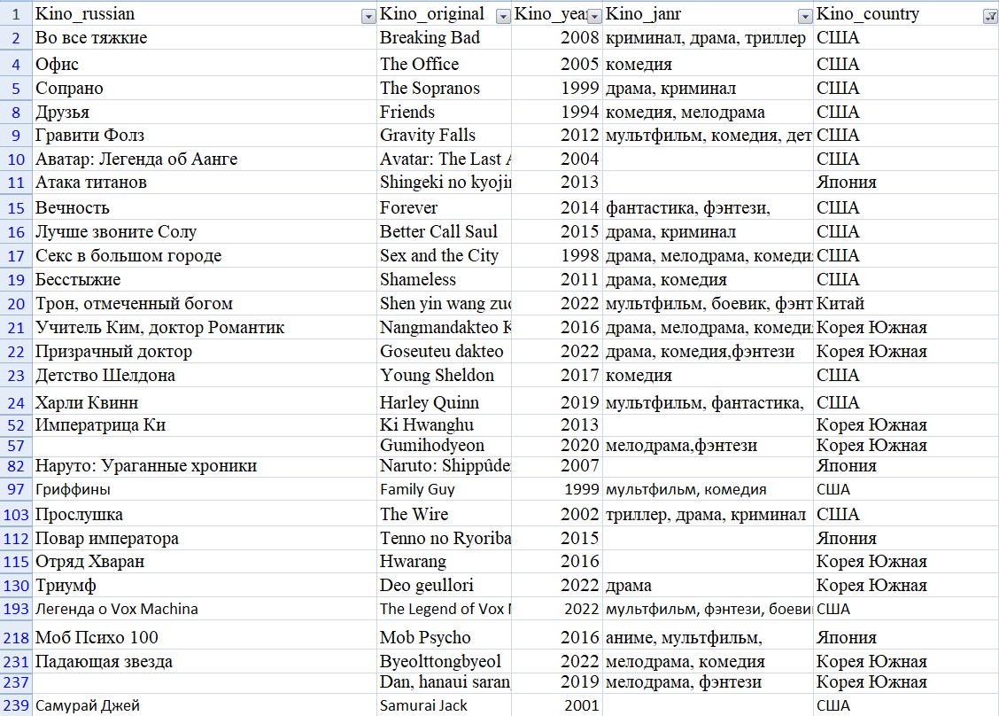 1 Kino_russian Kino_original Kino_year Kino_janr Kino_country
2 Во все тяжкие Breaking Bad 2008 криминал, драма, триллер США
4 Офис The Office 2005 комедия США
5 Сопрано The Sopranos 1999 драма, криминал США
8 Друзья Friends 1994 комедия, мелодрама США
9 Гравити Фолз Gravity Falls 2012 мультфильм, комедия, дет США
10 Аватар: Легенда об Аанге Avatar: The Last A 2004 США
11 Атака титанов Shingeki no kyojin 2013 Япония
15 Вечность Forever 2014 фантастика, фэнтези, США
16 Лучше звоните Солу Better Call Saul 2015 драма, криминал США
17 Секс в большом городе Sex and the City 1998 драма, мелодрама, комедия США
19 Бесстыжие Shameless 2011 драма, комедия США
20 Трон, отмеченный богом Shen yin wang zuo 2022 мультфильм, боевик, фэнт Китай
21 Учитель Ким, доктор Романтик Nangmandakteo K 2016 драма, мелодрама, комедия Корея Южная
22 Призрачный доктор Goseuteu dakteo 2022 драма, комедия,фэнтези Корея Южная
23 Детство Шелдона Young Sheldon 2017 комедия США
24 Харли Квинн Harley Quinn 2019 мультфильм, фантастика, США
52 Императрица Ки Ki Hwanghu 2013 Корея Южная
57 Gumihodyeon 2020 мелодрама,фэнтези Корея Южная
82 Наруто: Ураганные хроники Naruto: Shippûden 2007 Япония
97 Гриффины Family Guy 1999 мультфильм, комедия США
103 Прослушка The Wire 2002 триллер, драма, криминал США
112 Повар императора Tenno no Ryoriba 2015 Япония
115 Отряд Хваран Hwarang 2016 Корея Южная
130 Триумф Deo geullori 2022 драма Корея Южная
193 Легенда о Vox Machina The Legend of Vox M 2022 мультфильм, фэнтези, боевик США
218 Моб Психо 100 Mob Psycho 2016 аниме, мультфильм, Япония
231 Падающая звезда Byeolttongbyeol 2022 мелодрама, комедия Корея Южная
237 Dan, hanaui saran 2019 мелодрама, фэнтези Корея Южная
239 Самурай Джей Samurai Jack 2001 США